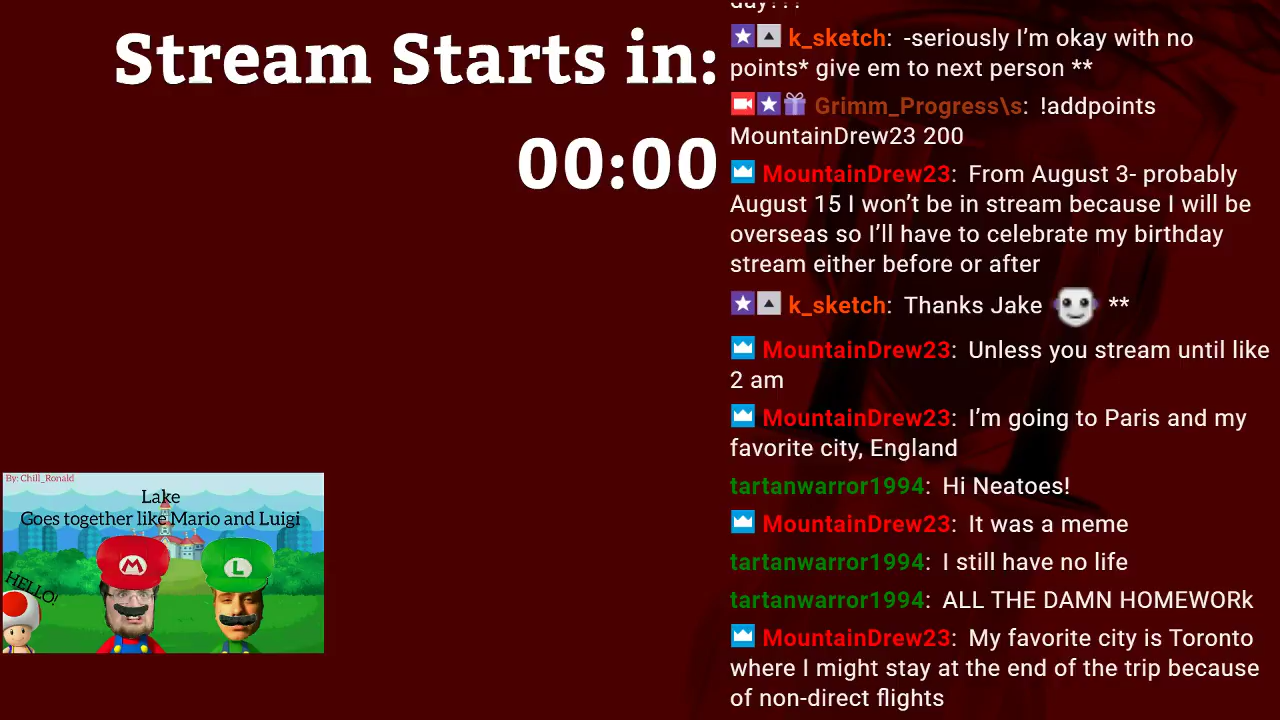 Stream Starts in:
00:00
By: Chill_Ronald
Lake
Goes together like Mario and Luigi
HELLO!
M
L
day???
k_sketch: -seriously I'm okay with no
points* give em to next person **
Grimm_Progress\s: !addpoints
MountainDrew23 200
MountainDrew23: From August 3- probably
August 15 I won't be in stream because I will be
overseas so I'll have to celebrate my birthday
stream either before or after
k_sketch: Thanks Jake **
MountainDrew23: Unless you stream until like
2 am
MountainDrew23: I'm going to Paris and my
favorite city, England
tartanwarror1994: Hi Neatoes!
MountainDrew23: It was a meme
tartanwarror1994: I still have no life
tartanwarror1994: ALL THE DAMN HOMEWORk
MountainDrew23: My favorite city is Toronto
where I might stay at the end of the trip because
of non-direct flights